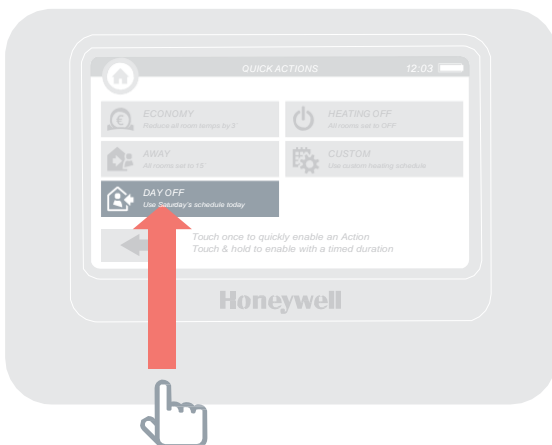 QUICK ACTIONS 12:03
ECONOMY
Reduce all room temps by 3°
HEATING OFF
All rooms set to OFF
AWAY
All rooms set to 15°
CUSTOM
Use custom heating schedule
DAY OFF
Use Saturday's schedule today
Touch once to quickly enable an Action
Touch & hold to enable with a timed duration
Honeywell